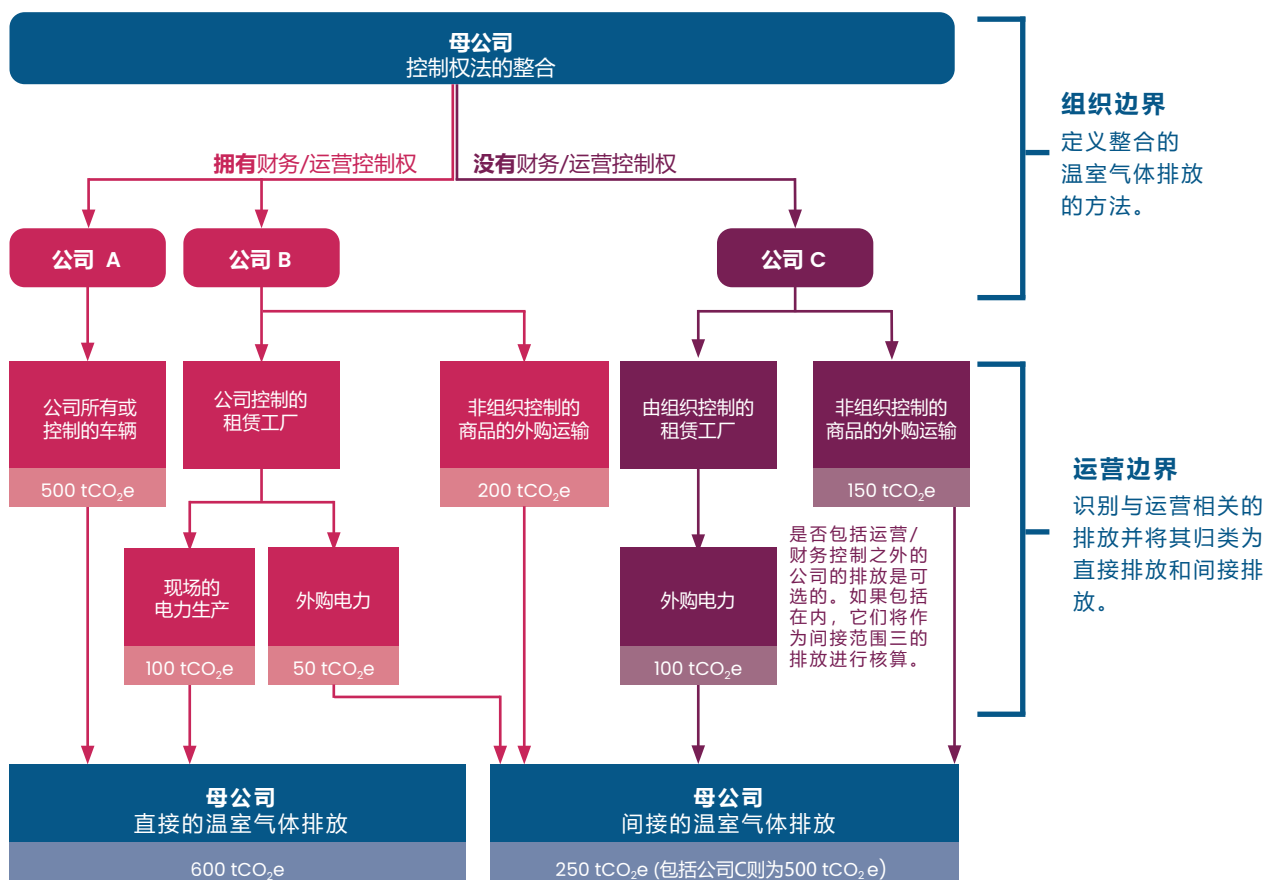 母公司
控制权法的整合
组织边界
定义整合的
温室气体排放
的方法。
拥有财务/运营控制权
没有财务/运营控制权
公司 A
公司 B
公司 C
公司所有或
控制的车辆
500 tCO₂e
公司控制的
租赁工厂
非组织控制的
商品的外购运输
200 tCO₂e
由组织控制的
租赁工厂
非组织控制的
商品的外购运输
150 tCO₂e
运营边界
识别与运营相关的
排放并将其归类为
直接排放和间接排
放。
现场的
电力生产
100 tCO₂e
外购电力
50 tCO₂e
外购电力
100 tCO₂e
是否包括运营/
财务控制之外的
公司的排放是可
选的。如果包括
在内，它们将作
为间接范围三的
排放进行核算。
母公司
直接的温室气体排放
600 tCO₂e
母公司
间接的温室气体排放
250 tCO₂e (包括公司C则为500 tCO₂e)